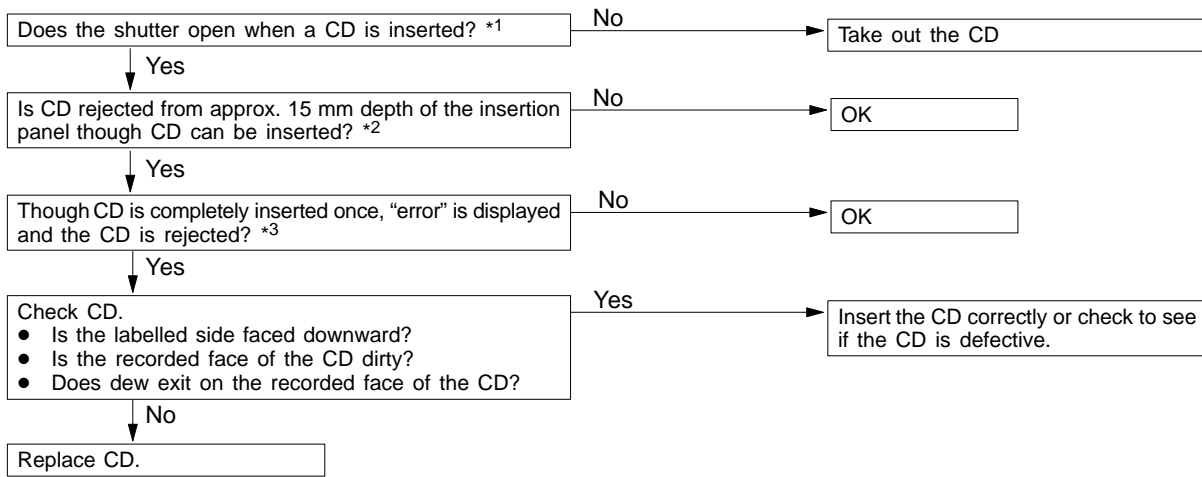 Does the shutter open when a CD is inserted? *1
No
Take out the CD
Yes
Is CD rejected from approx. 15 mm depth of the insertion
panel though CD can be inserted? *2
No
OK
Yes
Though CD is completely inserted once, “error” is displayed
and the CD is rejected? *3
No
OK
Yes
Check CD.
● Is the labelled side faced downward?
● Is the recorded face of the CD dirty?
● Does dew exit on the recorded face of the CD?
Yes
Insert the CD correctly or check to see
if the CD is defective.
No
Replace CD.